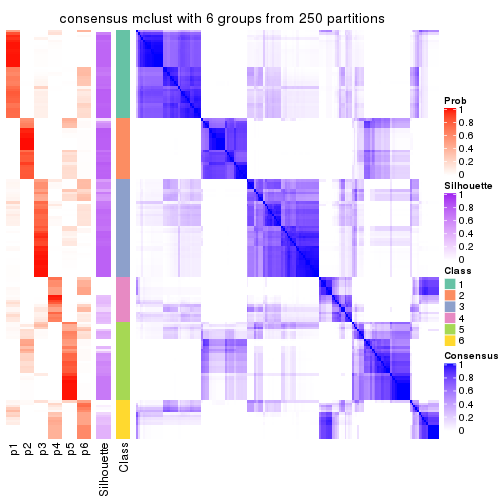 consensus mclust with 6 groups from 250 partitions
Prob
1
0.8
0.6
0.4
0.2
0
Silhouette
1
0.8
0.6
0.4
0.2
0
Class
1
2
3
4
5
6
Consensus
1
0.8
0.6
0.4
0.2
0
p1
p2
p3
p4
p5
p6
Silhouette
Class